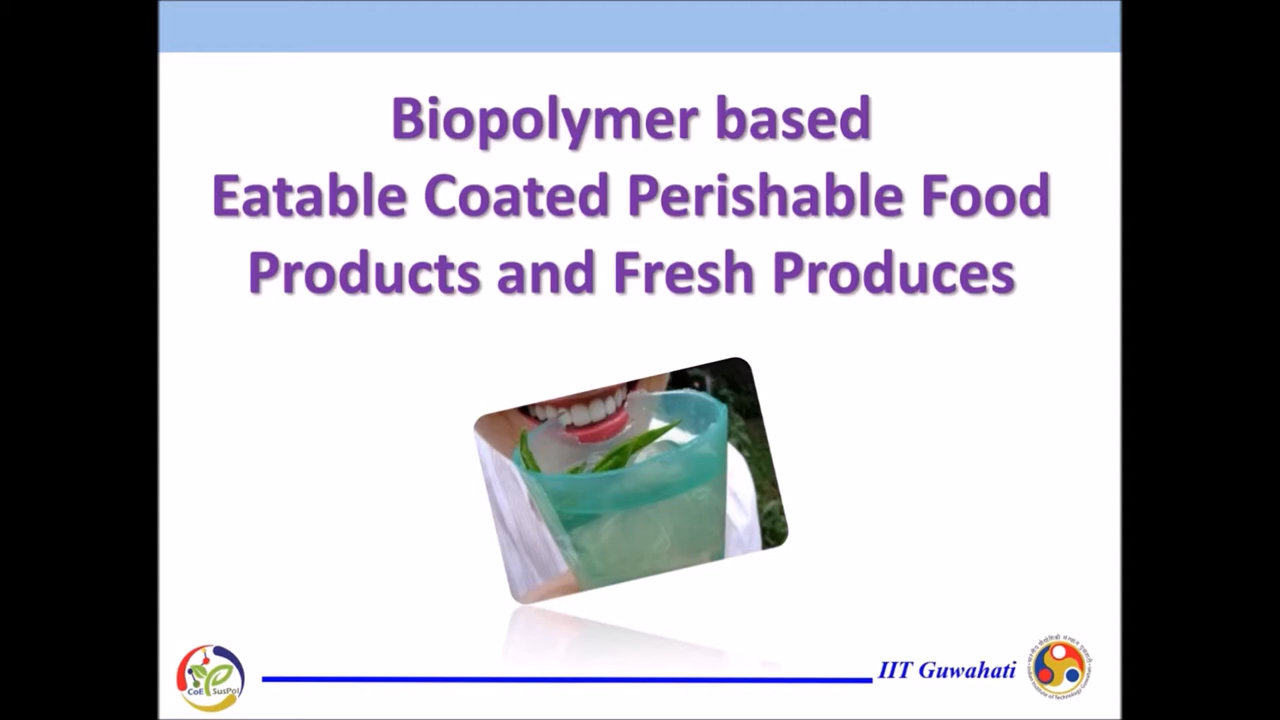 Biopolymer based
Eatable Coated Perishable Food
Products and Fresh Produces
CoE SusPol
IIT Guwahati